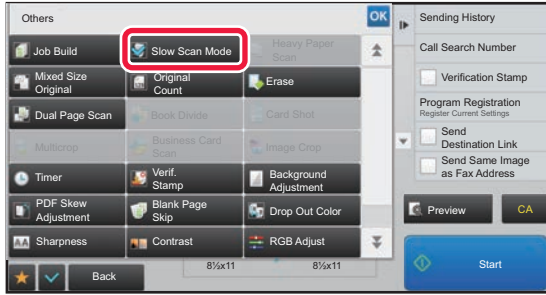 Others
OK
Job Build
Slow Scan Mode
Heavy Paper
Scan
Mixed Size
Original
Original
Count
Erase
Dual Page Scan
Book Divide
Card Shot
Multicrop
Business Card
Scan
Image Crop
Timer
Verif.
Stamp
Background
Adjustment
PDF Skew
Adjustment
Blank Page
Skip
Drop Out Color
Sharpness
Contrast
RGB Adjust
Back
8½x11
8½x11
Sending History
Call Search Number
Verification Stamp
Program Registration
Register Current Settings
Send
Destination Link
Send Same Image
as Fax Address
Preview
CA
Start